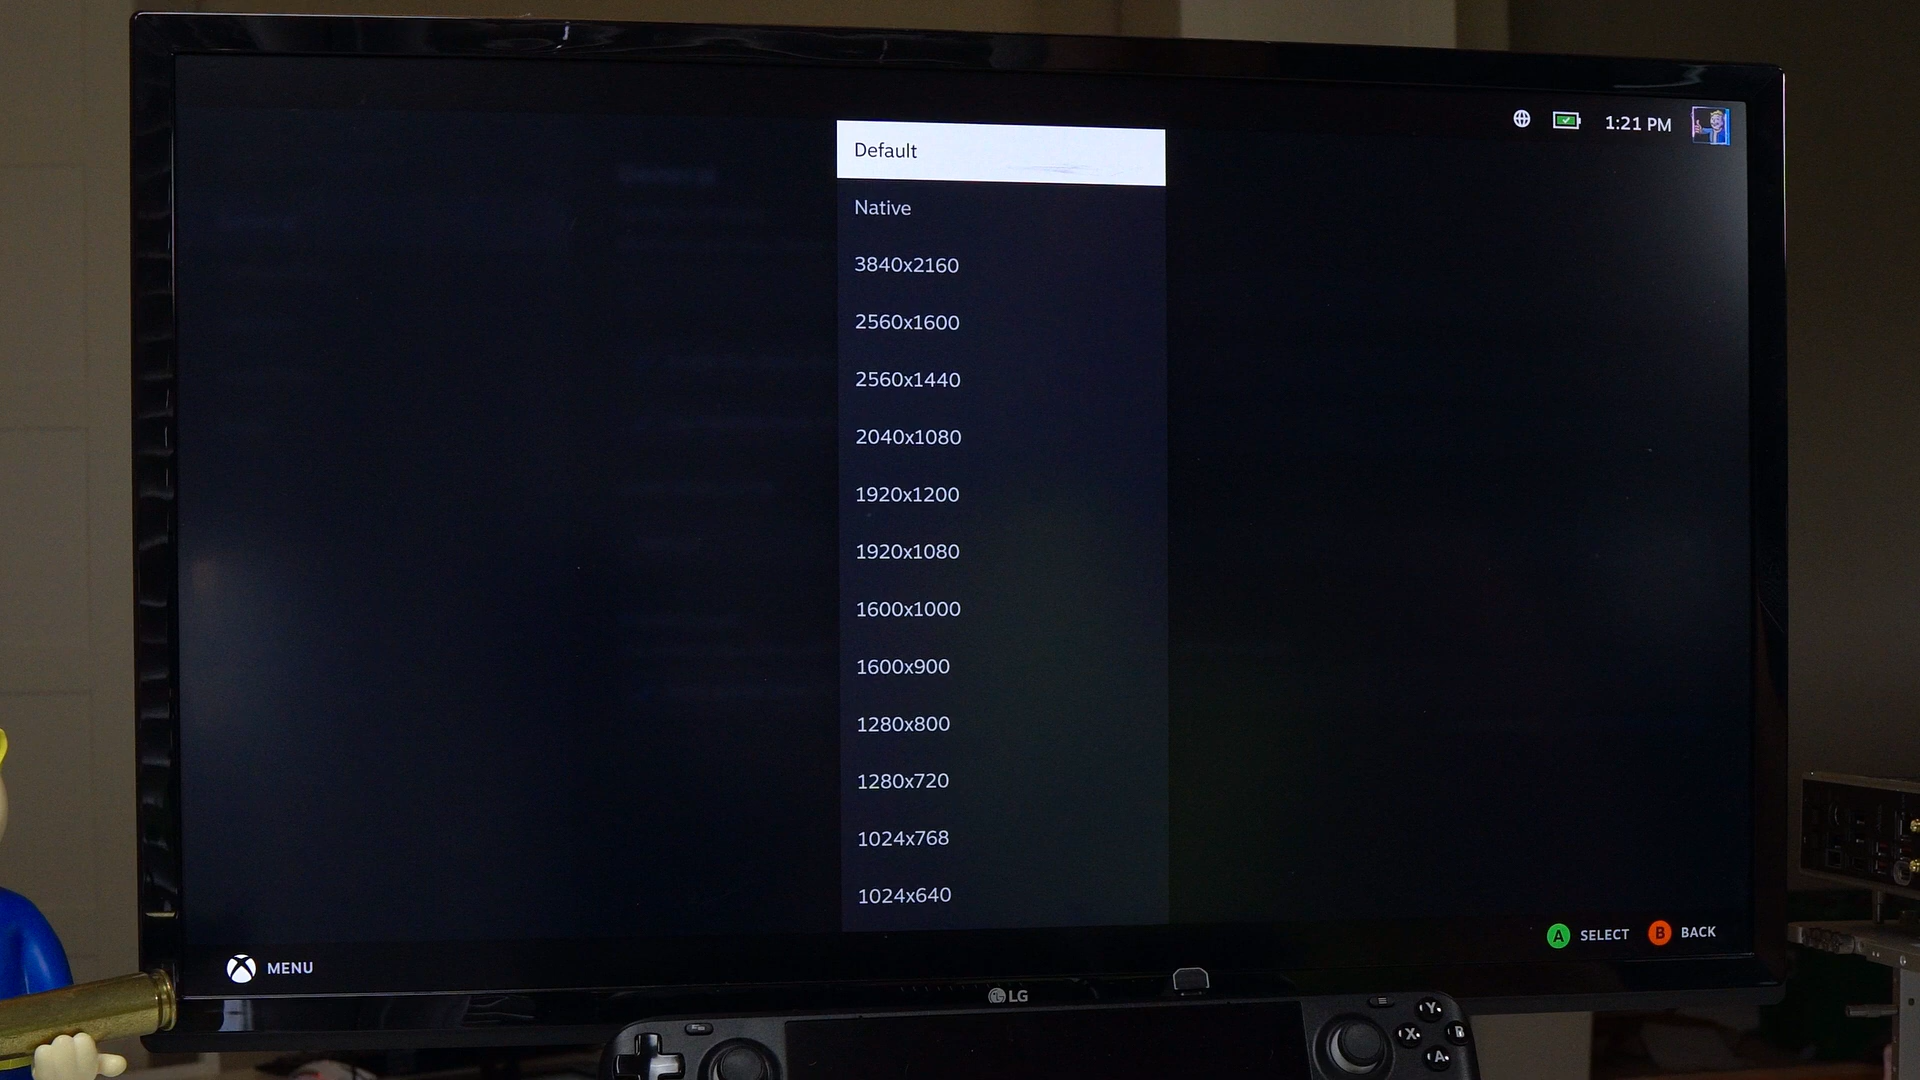 1:21 PM
Default
Native
3840x2160
2560x1600
2560x1440
2040x1080
1920x1200
1920x1080
1600x1000
1600x900
1280x800
1280x720
1024x768
1024x640
A SELECT B BACK
MENU
LG
Y
X B
A